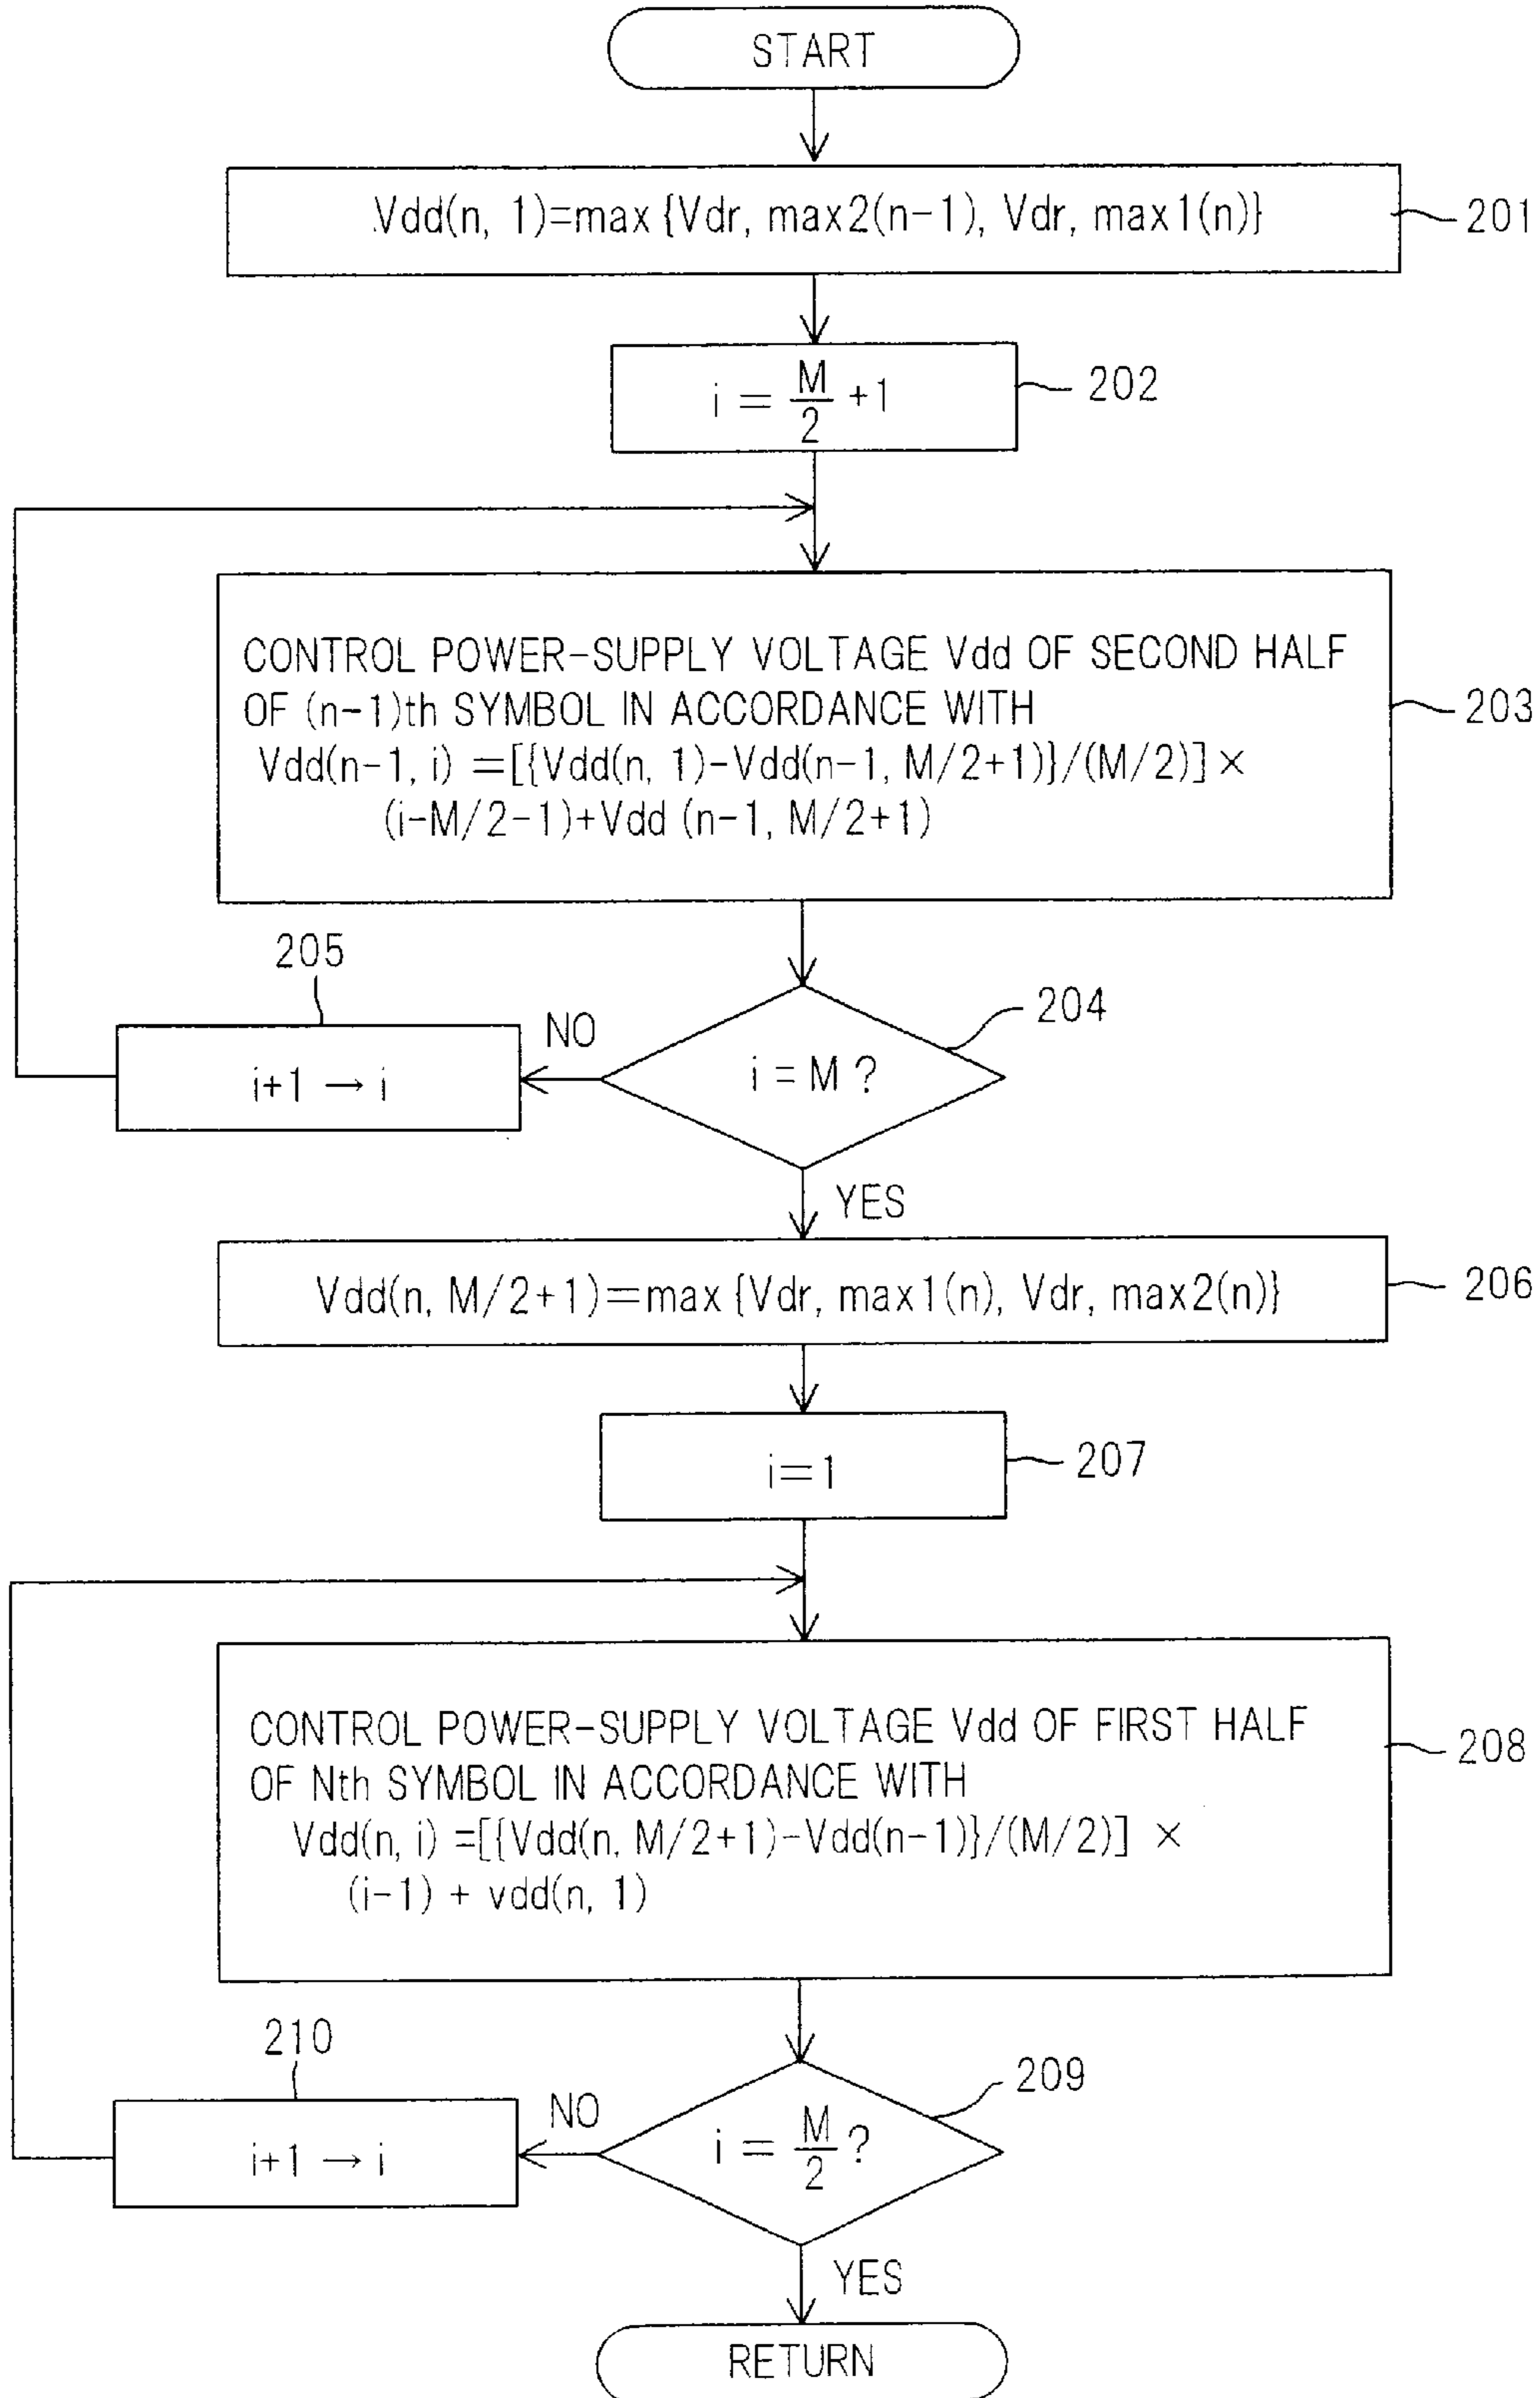 START
Vdd(n, 1)=max{Vdr, max2(n-1), Vdr, max1(n)}
201
i = M/2 +1
202
CONTROL POWER-SUPPLY VOLTAGE Vdd OF SECOND HALF
OF (n-1)th SYMBOL IN ACCORDANCE WITH
Vdd(n-1, i) =[{Vdd(n, 1)-Vdd(n-1, M/2+1)}/(M/2)]×
(i-M/2-1)+Vdd (n-1, M/2+1)
203
205
204
NO
i = M ?
i+1 → i
YES
Vdd(n, M/2+1)=max{Vdr, max1(n), Vdr, max2(n)}
206
i=1
207
CONTROL POWER-SUPPLY VOLTAGE Vdd OF FIRST HALF
OF Nth SYMBOL IN ACCORDANCE WITH
Vdd(n, i) =[{Vdd(n, M/2+1)-Vdd(n-1)}/(M/2)] ×
(i-1) + vdd(n, 1)
208
210
209
NO
i = M/2 ?
i+1 → i
YES
RETURN